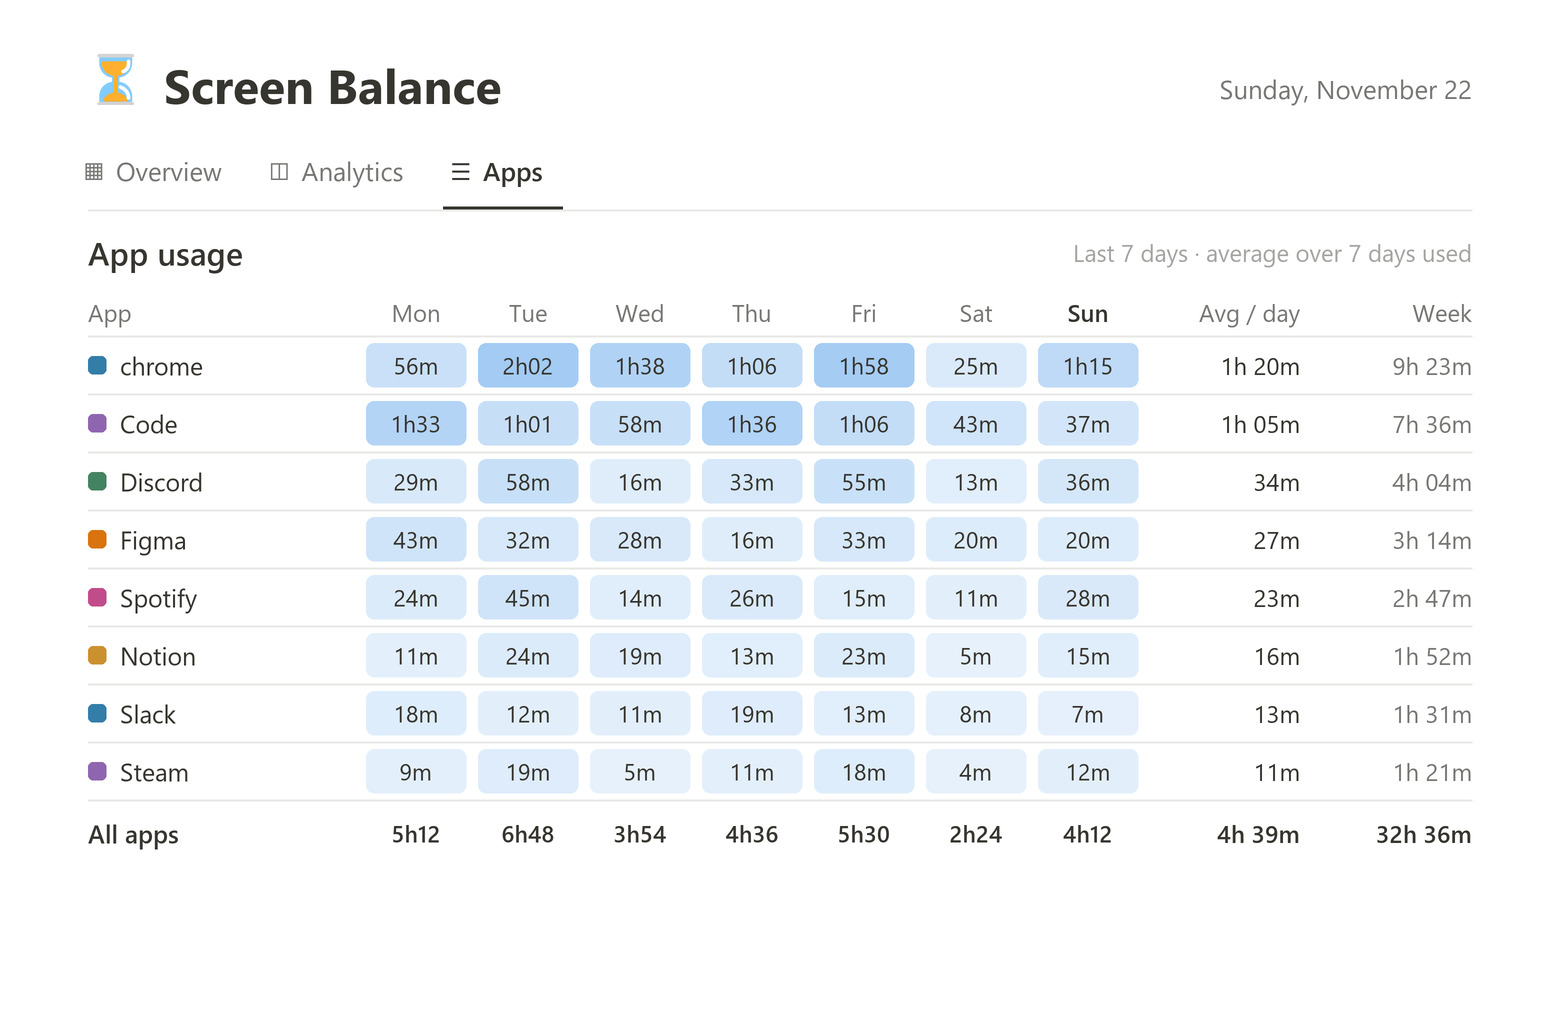 Screen Balance
Sunday, November 22
Overview Analytics Apps
App usage
Last 7 days · average over 7 days used
App Mon Tue Wed Thu Fri Sat Sun Avg / day Week
chrome 56m 2h02 1h38 1h06 1h58 25m 1h15 1h 20m 9h 23m
Code 1h33 1h01 58m 1h36 1h06 43m 37m 1h 05m 7h 36m
Discord 29m 58m 16m 33m 55m 13m 36m 34m 4h 04m
Figma 43m 32m 28m 16m 33m 20m 20m 27m 3h 14m
Spotify 24m 45m 14m 26m 15m 11m 28m 23m 2h 47m
Notion 11m 24m 19m 13m 23m 5m 15m 16m 1h 52m
Slack 18m 12m 11m 19m 13m 8m 7m 13m 1h 31m
Steam 9m 19m 5m 11m 18m 4m 12m 11m 1h 21m
All apps 5h12 6h48 3h54 4h36 5h30 2h24 4h12 4h 39m 32h 36m